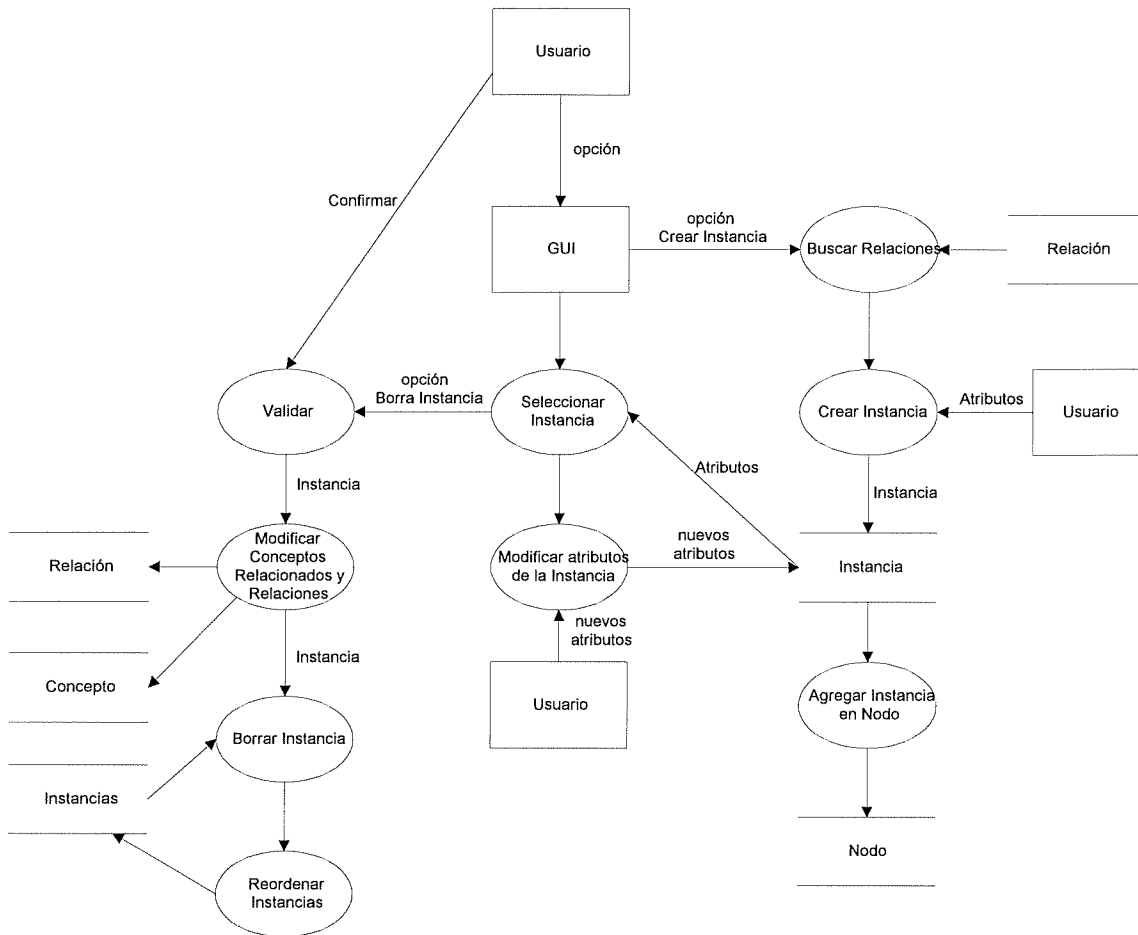 Usuario
opción
Confirmar
opción
Crear Instancia
GUI
Buscar Relaciones
Relación
opción
Borra Instancia
Validar
Seleccionar
Instancia
Crear Instancia
Atributos
Usuario
Atributos
Instancia
Instancia
Modificar
Conceptos
Relacionados y
Relaciones
Relación
Modificar atributos
de la Instancia
nuevos
atributos
Instancia
nuevos
atributos
Instancia
Concepto
Usuario
Agregar Instancia
en Nodo
Borrar Instancia
Instancias
Nodo
Reordenar
Instancias